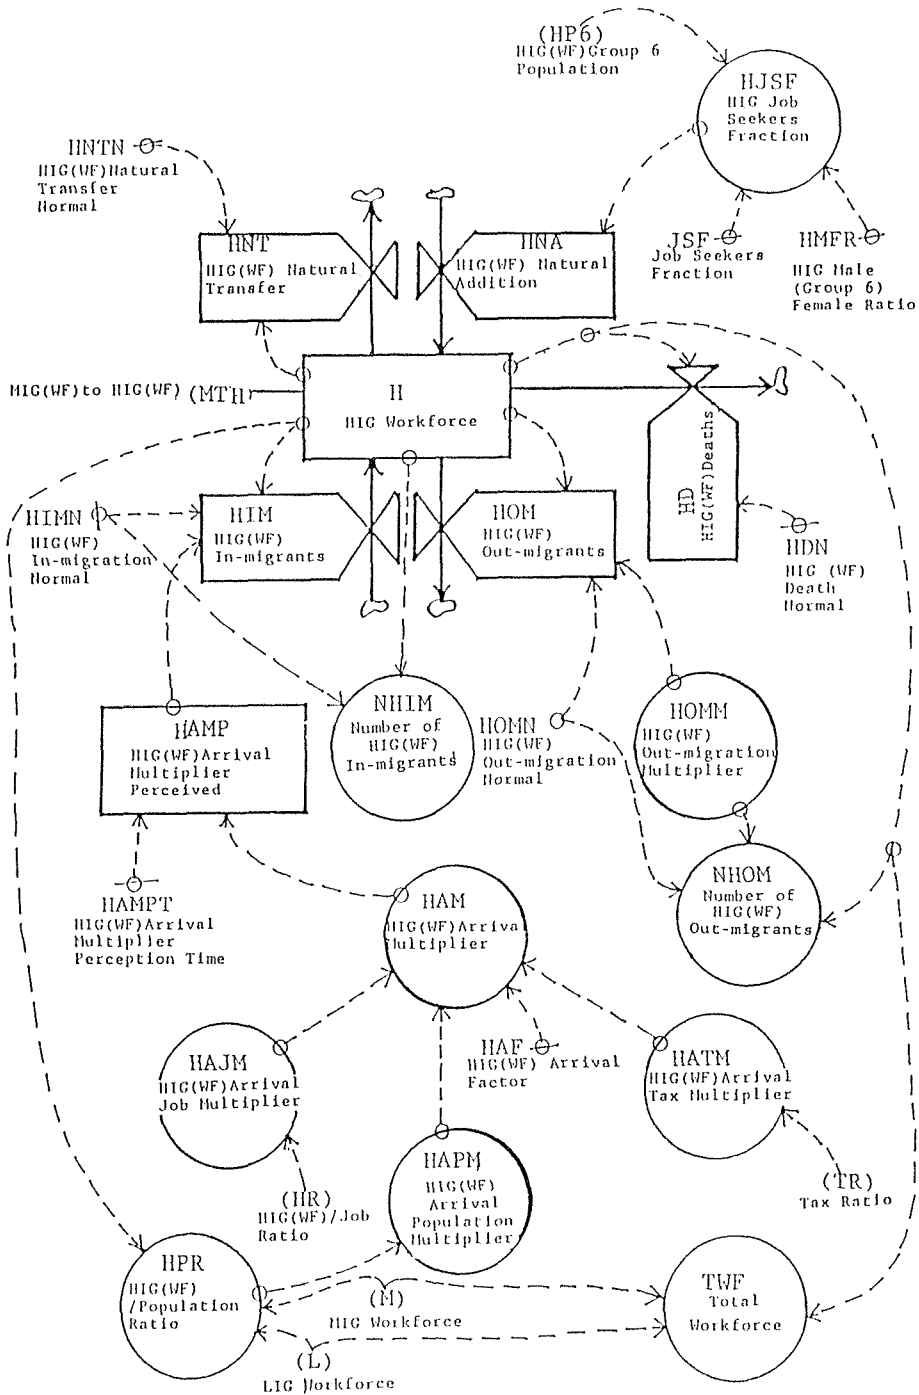 (HP6)
HIG(WF)Group 6
Population
HJSF
HIG Job
Seekers
Fraction
HNTN
HIG(WF)Natural
Transfer
Normal
JSF
Job Seekers
Fraction
HMFR
HIG Male
(Group 6)
Female Ratio
HNT
HIG(WF) Natural
Transfer
HNA
HIG(WF) Natural
Addition
MIG(WF)to HIG(WF) (MTH)
H
HIG Workforce
HD
HIG(WF)Deaths
HIMN
HIG(WF)
In-migration
Normal
HIM
HIG(WF)
In-migrants
HOM
HIG(WF)
Out-migrants
HDN
HIG (WF)
Death
Normal
HAMP
HIG(WF)Arrival
Multiplier
Perceived
NHIM
Number of
HIG(WF)
In-migrants
HOMN
HIG(WF)
Out-migration
Normal
HOMM
HIG(WF)
Out-migration
Multiplier
HAMPT
HIG(WF)Arrival
Multiplier
Perception Time
HAM
HIG(WF)Arrival
Multiplier
NHOM
Number of
HIG(WF)
Out-migrants
HAJM
HIG(WF)Arrival
Job Multiplier
HAF
HIG(WF) Arrival
Factor
HATM
HIG(WF)Arrival
Tax Multiplier
(HR)
HIG(WF)/Job
Ratio
HAPM
HIG(WF)
Arrival
Population
Multiplier
(TR)
Tax Ratio
HPR
HIG(WF)
/Population
Ratio
(M)
MIG Workforce
TWF
Total
Workforce
(L)
LIG Workforce